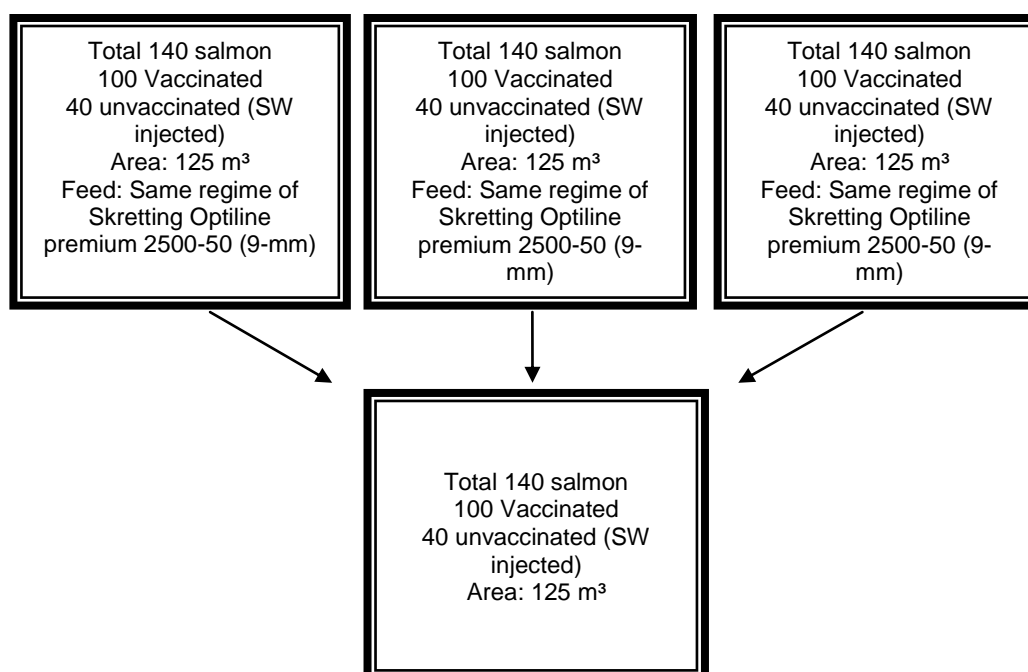 Total 140 salmon
100 Vaccinated
40 unvaccinated (SW
injected)
Area: 125 m³
Feed: Same regime of
Skretting Optiline
premium 2500-50 (9-mm)
Total 140 salmon
100 Vaccinated
40 unvaccinated (SW
injected)
Area: 125 m³
Feed: Same regime of
Skretting Optiline
premium 2500-50 (9-
mm)
Total 140 salmon
100 Vaccinated
40 unvaccinated (SW
injected)
Area: 125 m³
Feed: Same regime of
Skretting Optiline
premium 2500-50 (9-
mm)
Total 140 salmon
100 Vaccinated
40 unvaccinated (SW
injected)
Area: 125 m³